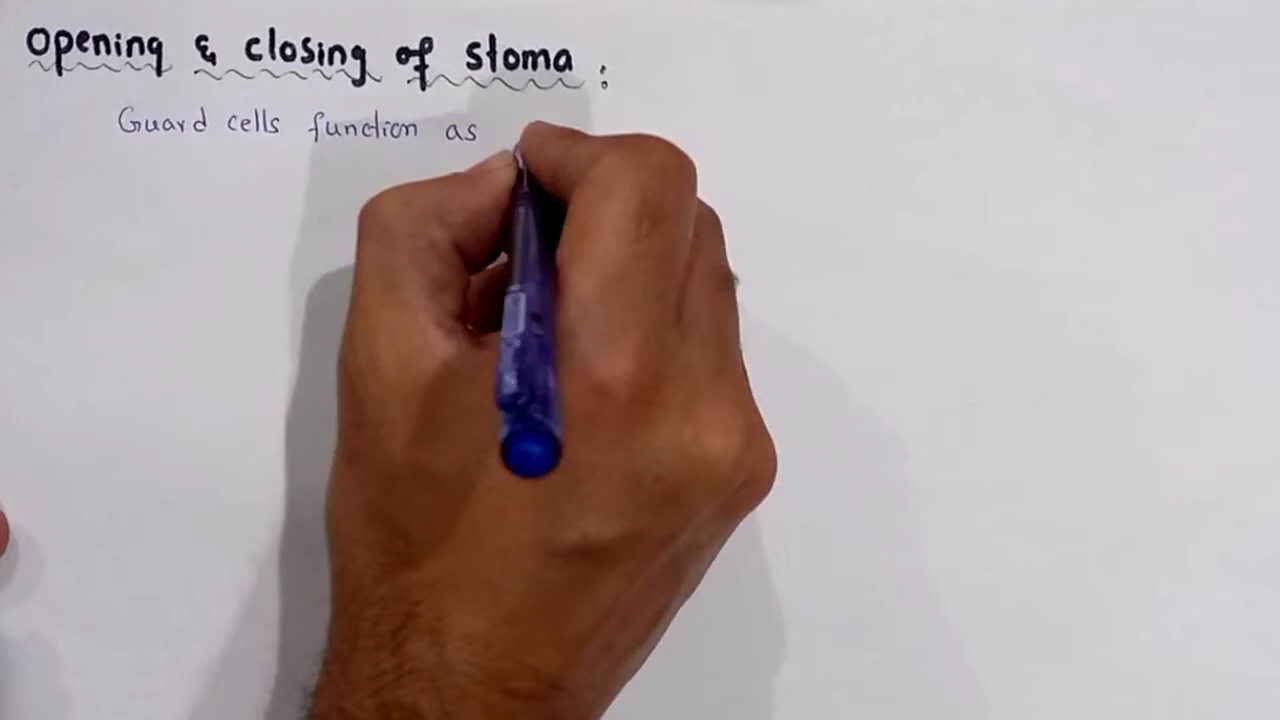 Opening & closing of stoma :
Guard cells function as